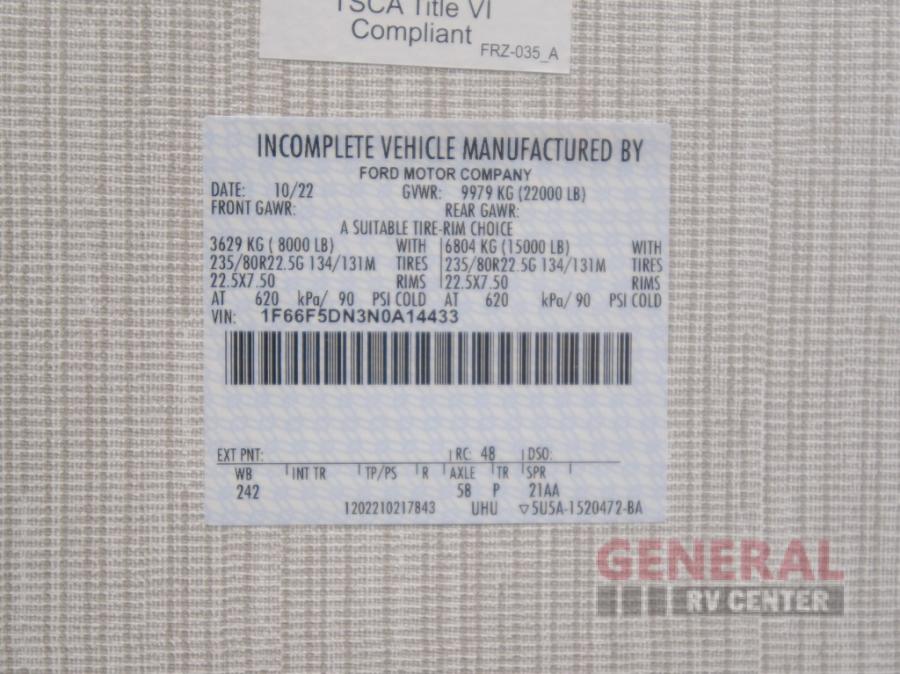 TSCA Title VI
Compliant
FRZ-035_A
INCOMPLETE VEHICLE MANUFACTURED BY
FORD MOTOR COMPANY
DATE: 10/22 GVWR: 9979 KG (22000 LB)
FRONT GAWR: REAR GAWR:
A SUITABLE TIRE-RIM CHOICE
3629 KG ( 8000 LB) WITH 6804 KG (15000 LB) WITH
235/80R22.5G 134/131M TIRES 235/80R22.5G 134/131M TIRES
22.5X7.50 RIMS 22.5X7.50 RIMS
AT 620 kPa/ 90 PSI COLD AT 620 kPa/ 90 PSI COLD
VIN: 1F66F5DN3N0A14433
EXT PNT: RC: 48 DSO:
WB INT TR TP/PS R AXLE TR SPR
242 58 P 21AA
1202210217843 UHU ▽5U5A-1520472-BA
GENERAL
RV CENTER